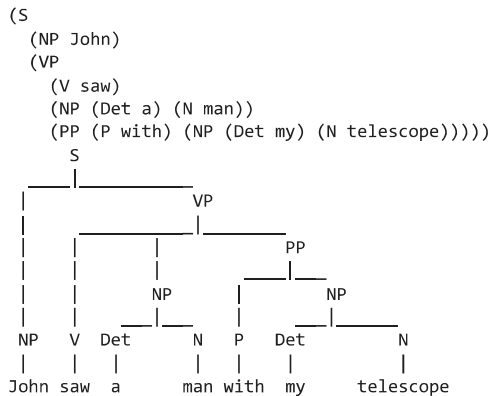 (S
(NP John)
(VP
(V saw)
(NP (Det a) (N man))
(PP (P with) (NP (Det my) (N telescope)))))
S
VP
PP
NP NP
NP V Det N P Det N
John saw a man with my telescope